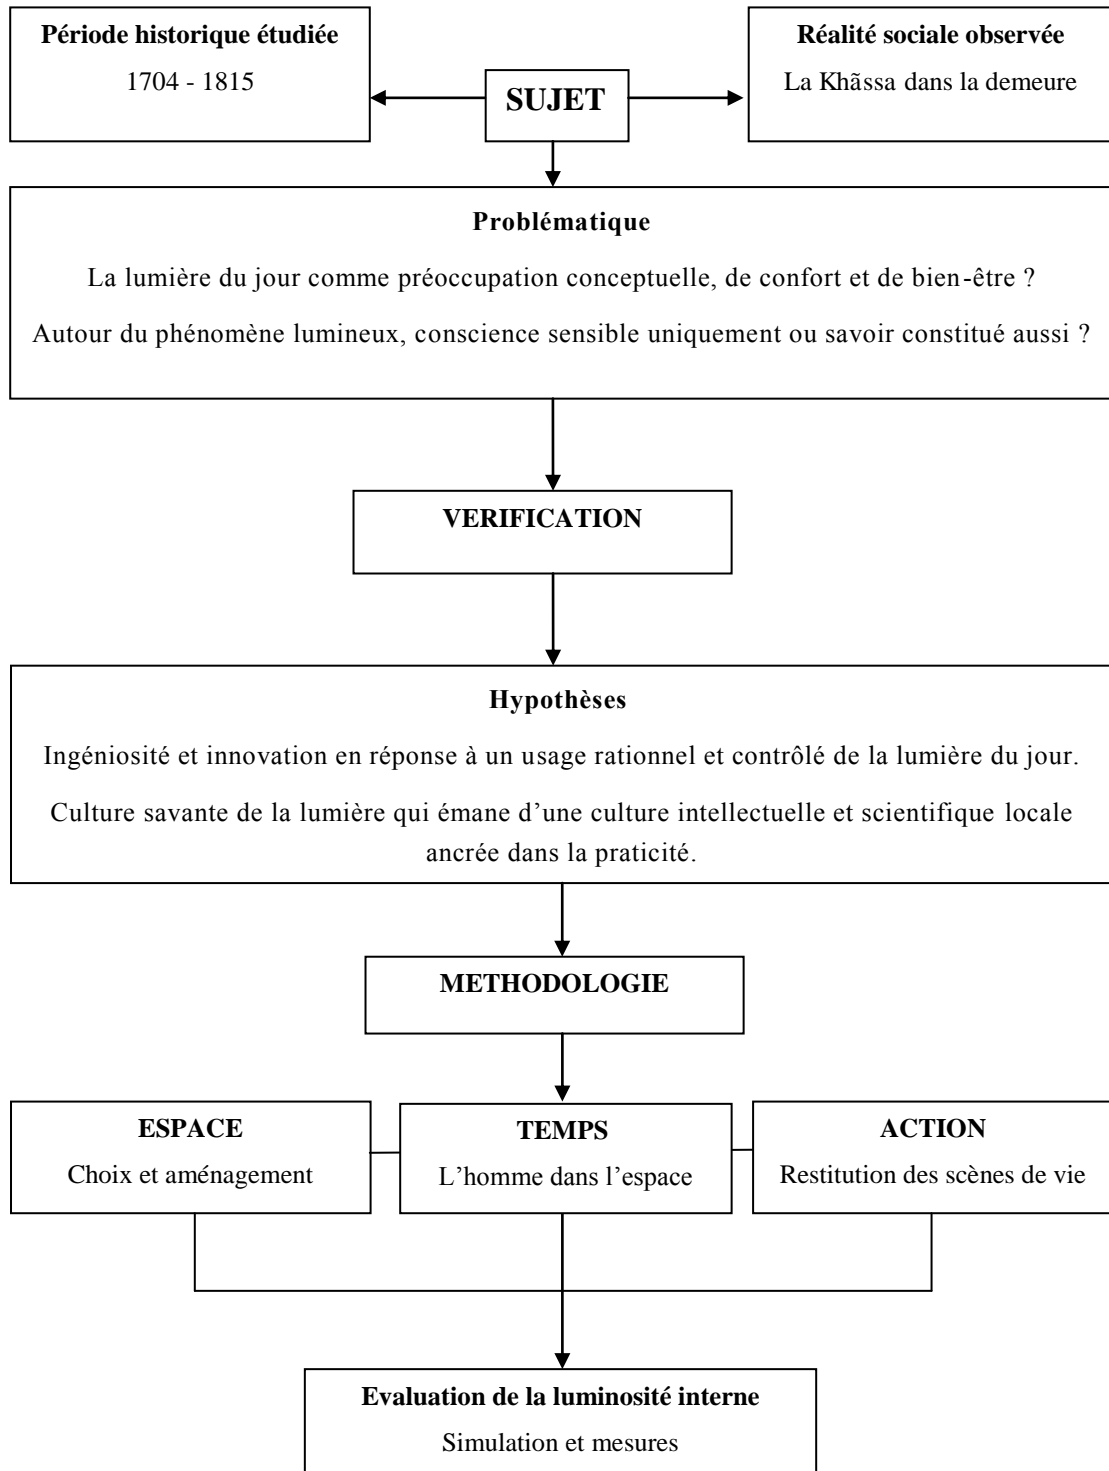 Période historique étudiée
1704 - 1815
SUJET
Réalité sociale observée
La Khãssa dans la demeure
Problématique
La lumière du jour comme préoccupation conceptuelle, de confort et de bien-être ?
Autour du phénomène lumineux, conscience sensible uniquement ou savoir constitué aussi ?
VERIFICATION
Hypothèses
Ingéniosité et innovation en réponse à un usage rationnel et contrôlé de la lumière du jour.
Culture savante de la lumière qui émane d’une culture intellectuelle et scientifique locale
ancrée dans la praticité.
METHODOLOGIE
ESPACE
Choix et aménagement
TEMPS
L’homme dans l’espace
ACTION
Restitution des scènes de vie
Evaluation de la luminosité interne
Simulation et mesures